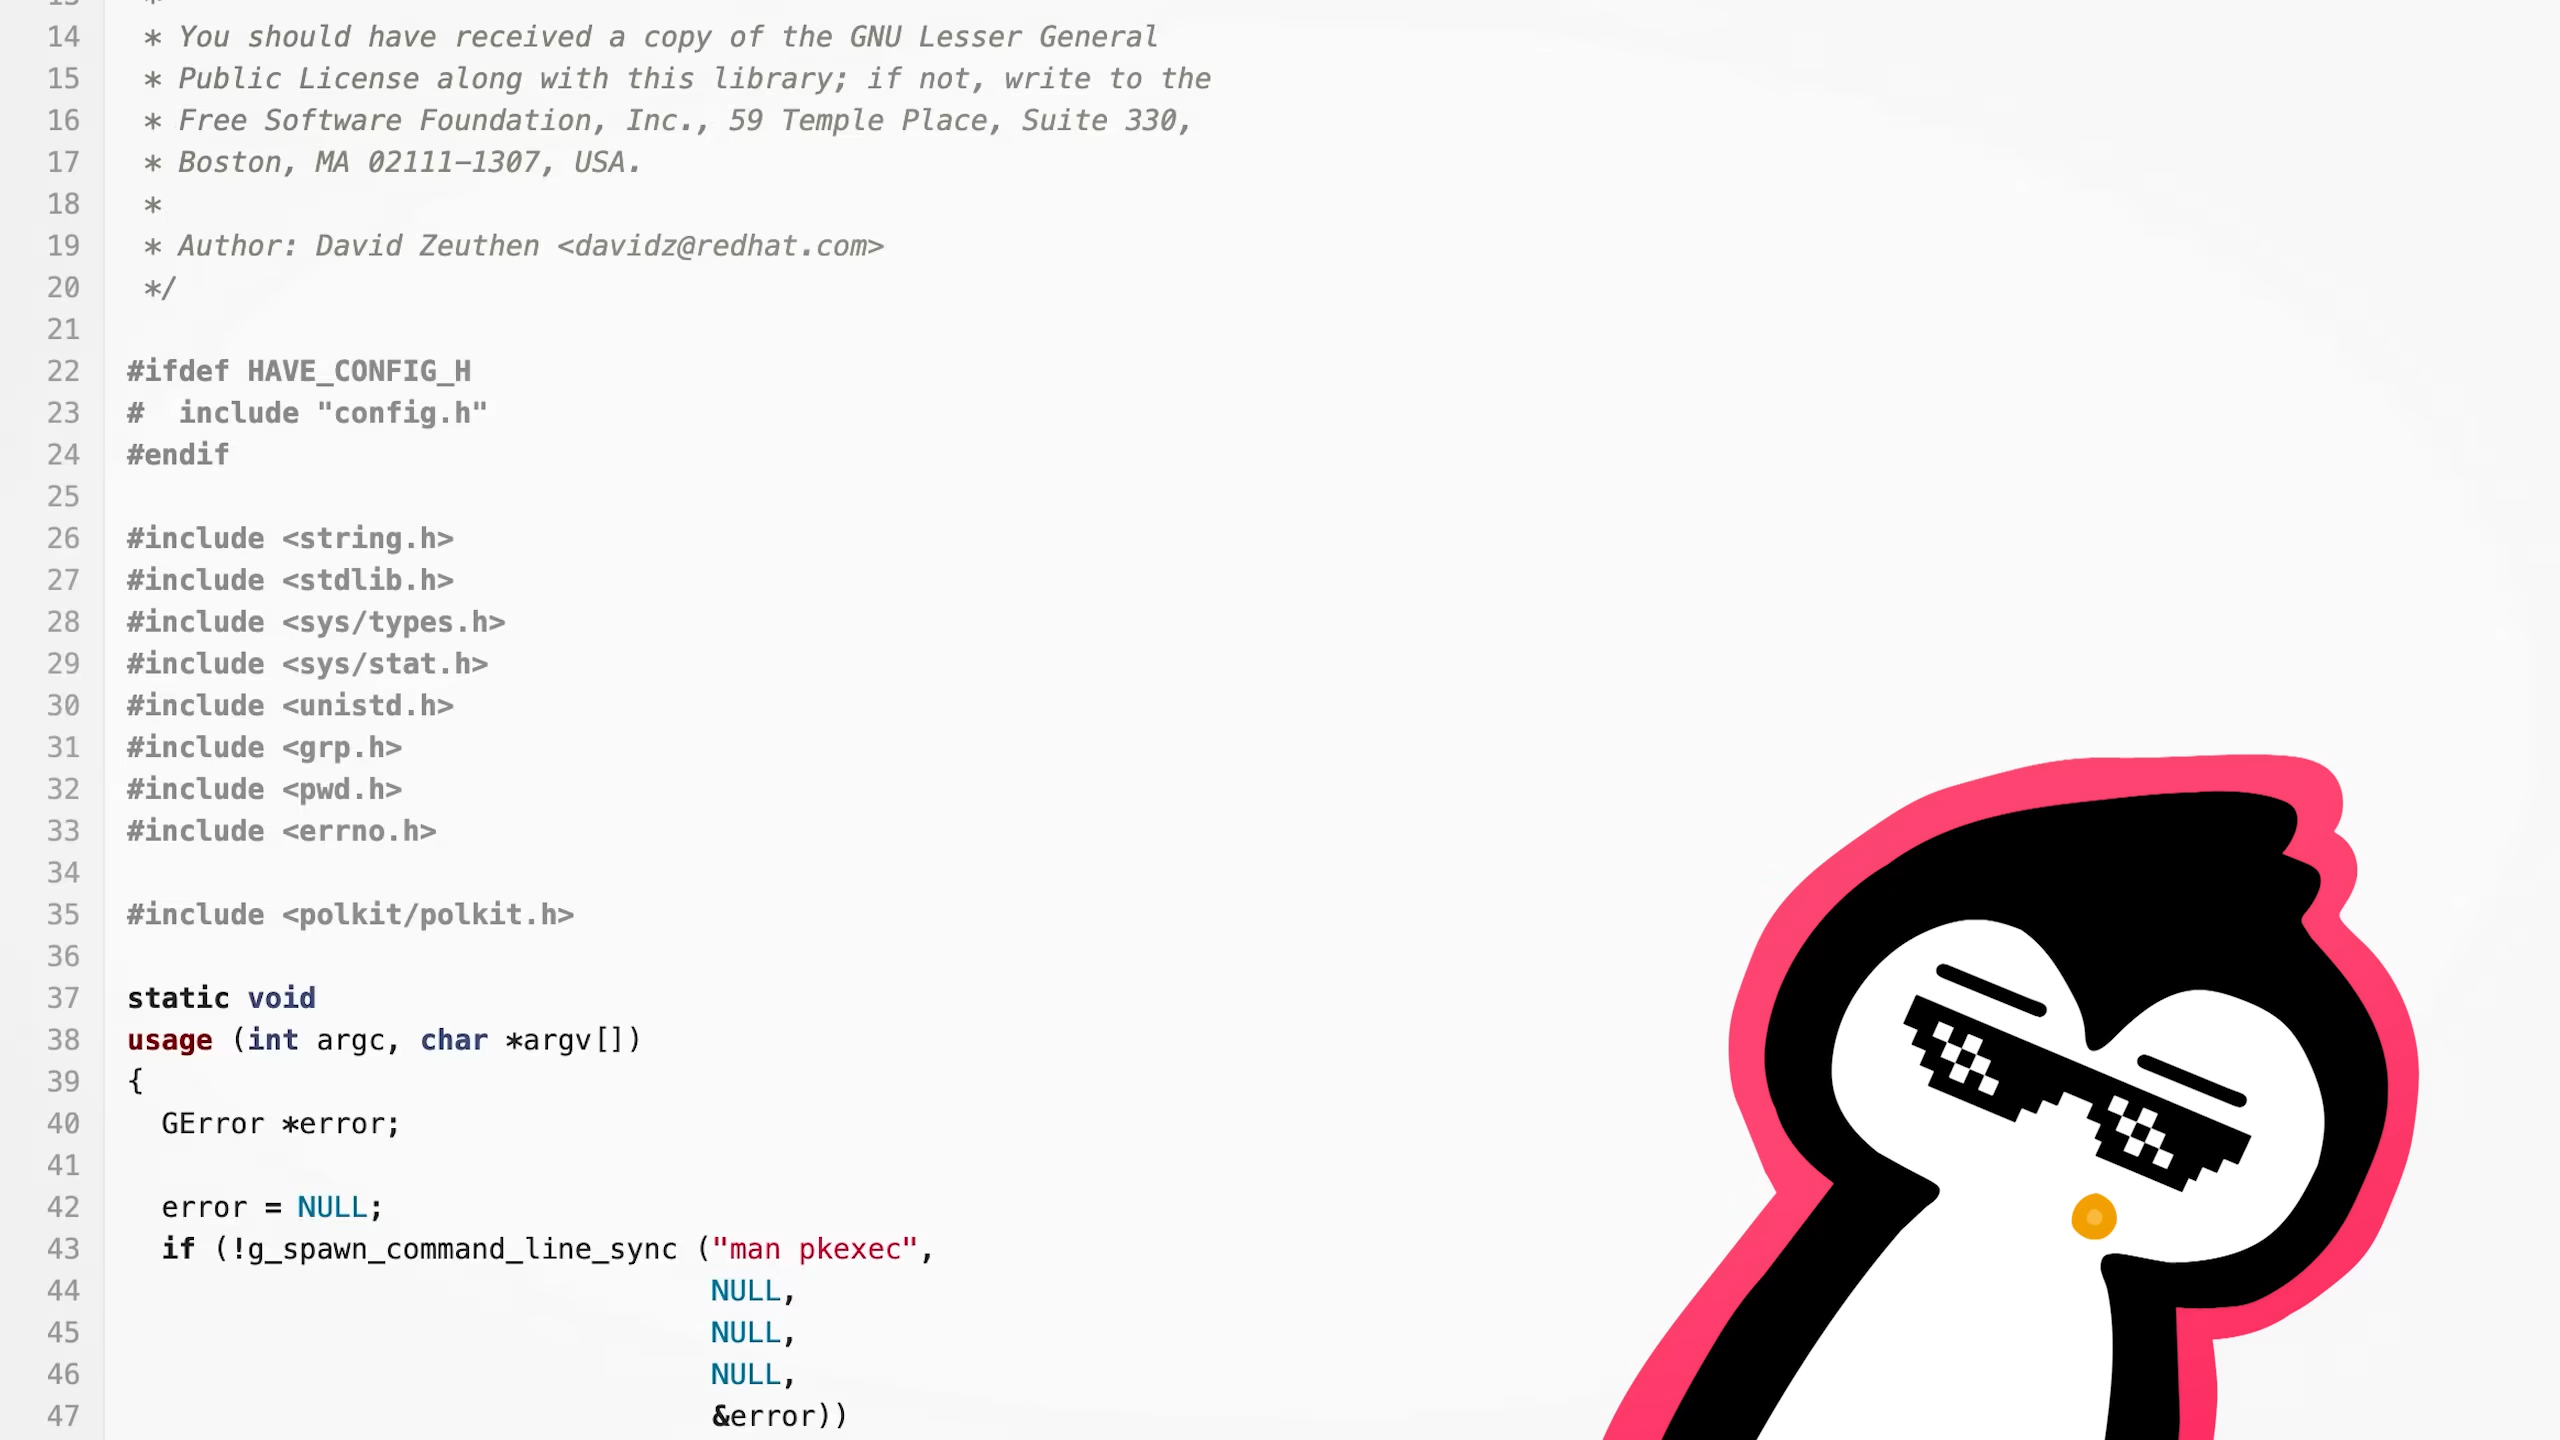 14 * You should have received a copy of the GNU Lesser General
15 * Public License along with this library; if not, write to the
16 * Free Software Foundation, Inc., 59 Temple Place, Suite 330,
17 * Boston, MA 02111-1307, USA.
18 *
19 * Author: David Zeuthen <davidz@redhat.com>
20 */
21
22 #ifdef HAVE_CONFIG_H
23 #  include "config.h"
24 #endif
25
26 #include <string.h>
27 #include <stdlib.h>
28 #include <sys/types.h>
29 #include <sys/stat.h>
30 #include <unistd.h>
31 #include <grp.h>
32 #include <pwd.h>
33 #include <errno.h>
34
35 #include <polkit/polkit.h>
36
37 static void
38 usage (int argc, char *argv[])
39 {
40   GError *error;
41
42   error = NULL;
43   if (!g_spawn_command_line_sync ("man pkexec",
44                                   NULL,
45                                   NULL,
46                                   NULL,
47                                   &error))